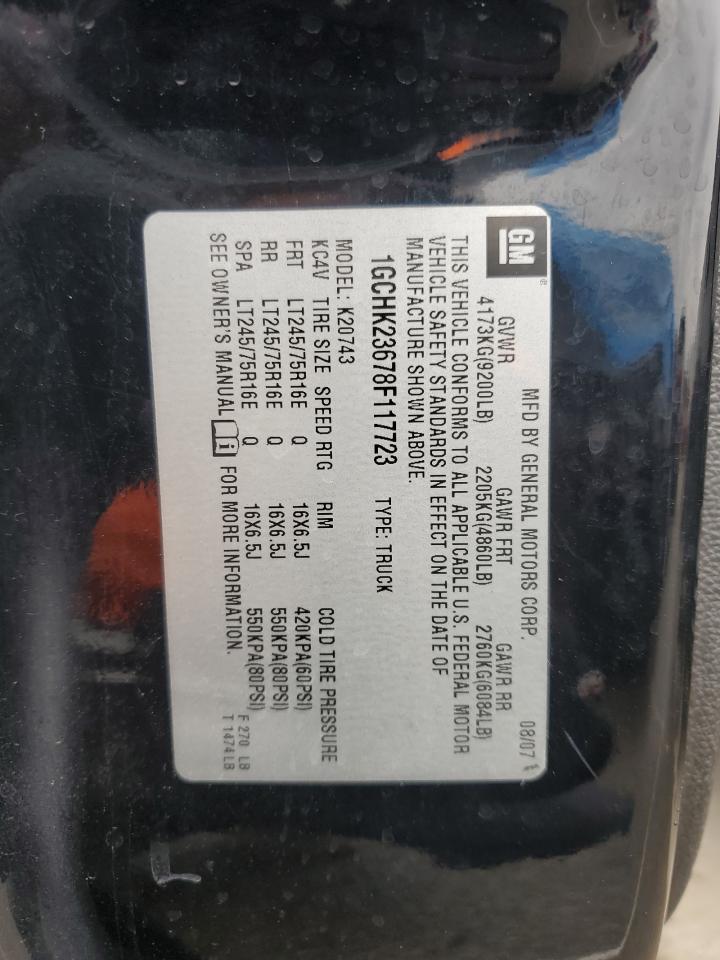 GM® MFD BY GENERAL MOTORS CORP. 08/07
GVWR GAWR FRT GAWR RR
4173KG(9200LB) 2205KG(4860LB) 2760KG(6084LB)
THIS VEHICLE CONFORMS TO ALL APPLICABLE U.S. FEDERAL MOTOR
VEHICLE SAFETY STANDARDS IN EFFECT ON THE DATE OF
MANUFACTURE SHOWN ABOVE.
1GCHK23678F117723 TYPE: TRUCK
MODEL: K20743
KC4V TIRE SIZE SPEED RTG RIM COLD TIRE PRESSURE
FRT LT245/75R16E Q 16X6.5J 420KPA(60PSI)
RR LT245/75R16E Q 16X6.5J 550KPA(80PSI)
SPA LT245/75R16E Q 16X6.5J 550KPA(80PSI)
SEE OWNER'S MANUAL i FOR MORE INFORMATION.
F 270 LB
T 1474LB